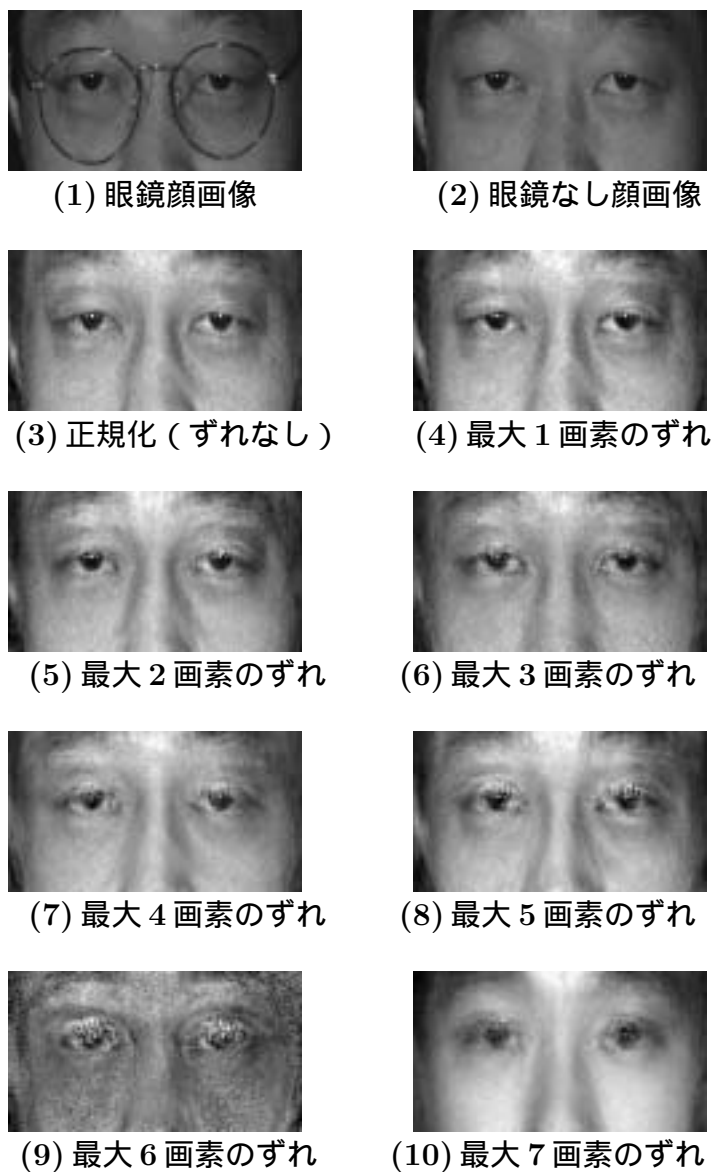 (1) 眼鏡顔画像
(2) 眼鏡なし顔画像
(3) 正規化 ( ずれなし )
(4) 最大 1 画素のずれ
(5) 最大 2 画素のずれ
(6) 最大 3 画素のずれ
(7) 最大 4 画素のずれ
(8) 最大 5 画素のずれ
(9) 最大 6 画素のずれ
(10) 最大 7 画素のずれ